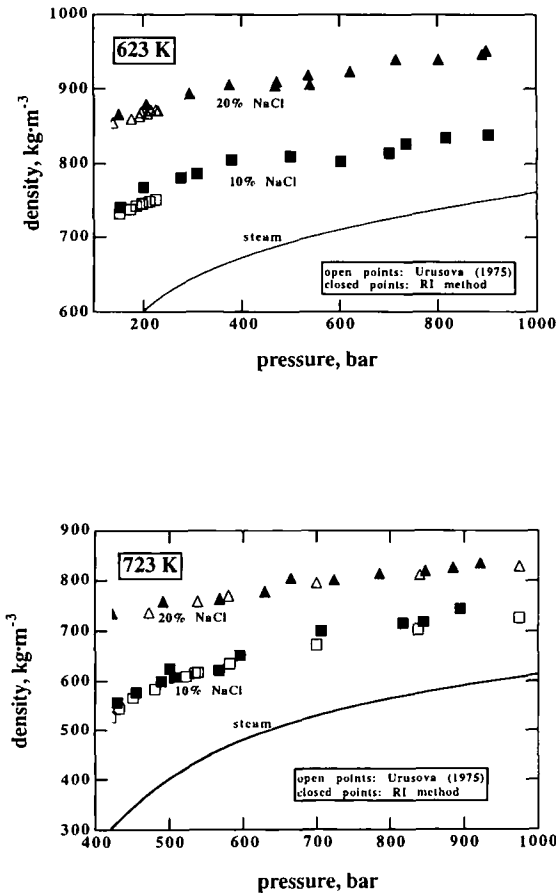 1000
623 K
900
20% NaCl
800
10% NaCl
700
steam
open points: Urusova (1975)
closed points: RI method
600
200
400
600
800
1000
density, kg·m-3
pressure, bar
900
723 K
800
20% NaCl
700
600
10% NaCl
500
steam
400
open points: Urusova (1975)
closed points: RI method
300
400
500
600
700
800
900
1000
density, kg·m-3
pressure, bar